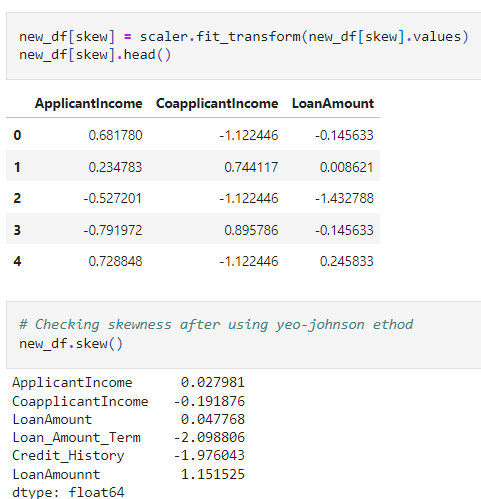 new_df[skew] = scaler.fit_transform(new_df[skew].values)
new_df[skew].head()
ApplicantIncome CoapplicantIncome LoanAmount
0 0.681780 -1.122446 -0.145633
1 0.234783 0.744117 0.008621
2 -0.527201 -1.122446 -1.432788
3 -0.791972 0.895786 -0.145633
4 0.728848 -1.122446 0.245833
# Checking skewness after using yeo-johnson ethod
new_df.skew()
ApplicantIncome 0.027981
CoapplicantIncome -0.191876
LoanAmount 0.047768
Loan_Amount_Term -2.098806
Credit_History -1.976043
LoanAmounnt 1.151525
dtype: float64